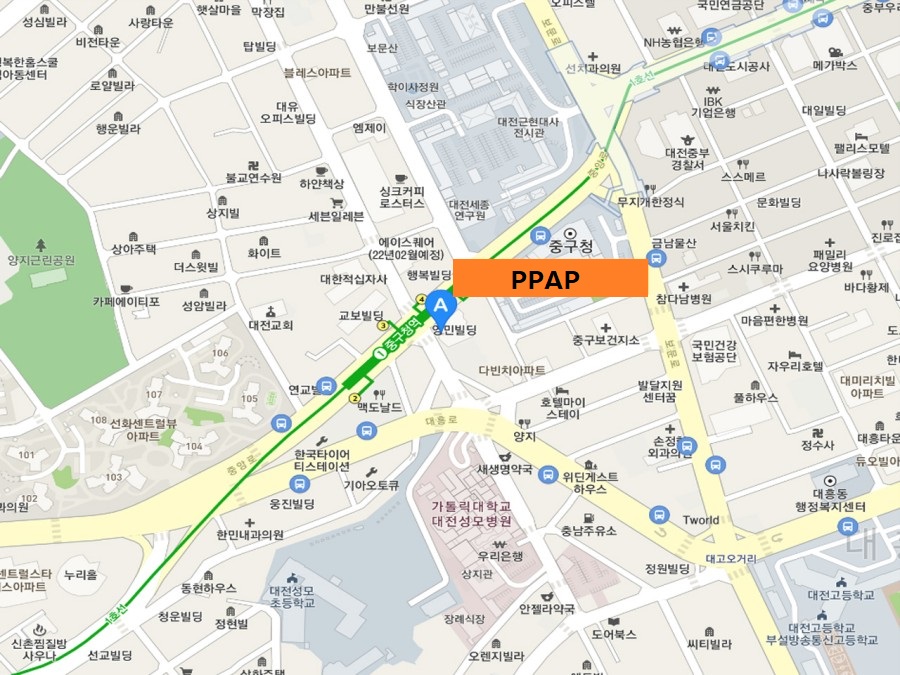 성심빌라
사랑타운
햇살마을
막장집
만불선원
오피스텔
국민연금공단
중부우리
비전타운
탑빌딩
보문산
NH농협은행
행복한홈스쿨
지역아동센터
로얄빌라
블레스아파트
학이사정원
식장산관
선치과의원
1호선
대전도시공사
메가박스
IBK
기업은행
행운빌라
대유
오피스빌딩
엠제이
대전근현대사
전시관
대일빌딩
대전중부
경찰서
팰리스모텔
불교연수원
하얀책상
싱크커피
로스터스
중앙로
스스메르
나사락볼링장
상지빌
세븐일레븐
대전세종
연구원
무지개한정식
문화빌딩
서울치킨
양지근린공원
상아주택
더스윗빌
화이트
에이스퀘어
(22년02월예정)
중구청
금남물산
패밀리
요양병원
진로집
대한적십자사
행복빌딩
PPAP
스시쿠루마
바다황제
카페에이티포
성암빌라
대전교회
교보빌딩
4
A
3
영민빌딩
참다남병원
마음편한병원
1
중구청역
중구보건지소
보문로
국민건강
보험공단
자우리호텔
106
107
105
연교빌
2
맥도날드
다빈치아파트
호텔마이
스테이
발달지원
센터꿈
풀하우스
대미리치빌
아파트
108
선화센트럴뷰
아파트
104
101
103
102
대흥로
양지
손정한
외과의원
정수사
대흥타운
듀오빌
중앙로
한국타이어
티스테이션
기아오토큐
새생명약국
위딘게스트
하우스
웅진빌딩
가톨릭대학교
대전성모병원
충남주유소
Tworld
대흥동
행정복지센터
한민내과의원
우리은행
상지관
정원빌딩
대고오거리
센트럴스타
누리홀
동현하우스
대전성모
초등학교
안젤라약국
대전고등학교
1호선
청운빌딩
정현빌
장례식장
도어북스
씨티빌라
대전고등학교
부설방송통신고등학교
신촌찜질방
사우나
선교빌딩
삼화주택
오렌지빌라